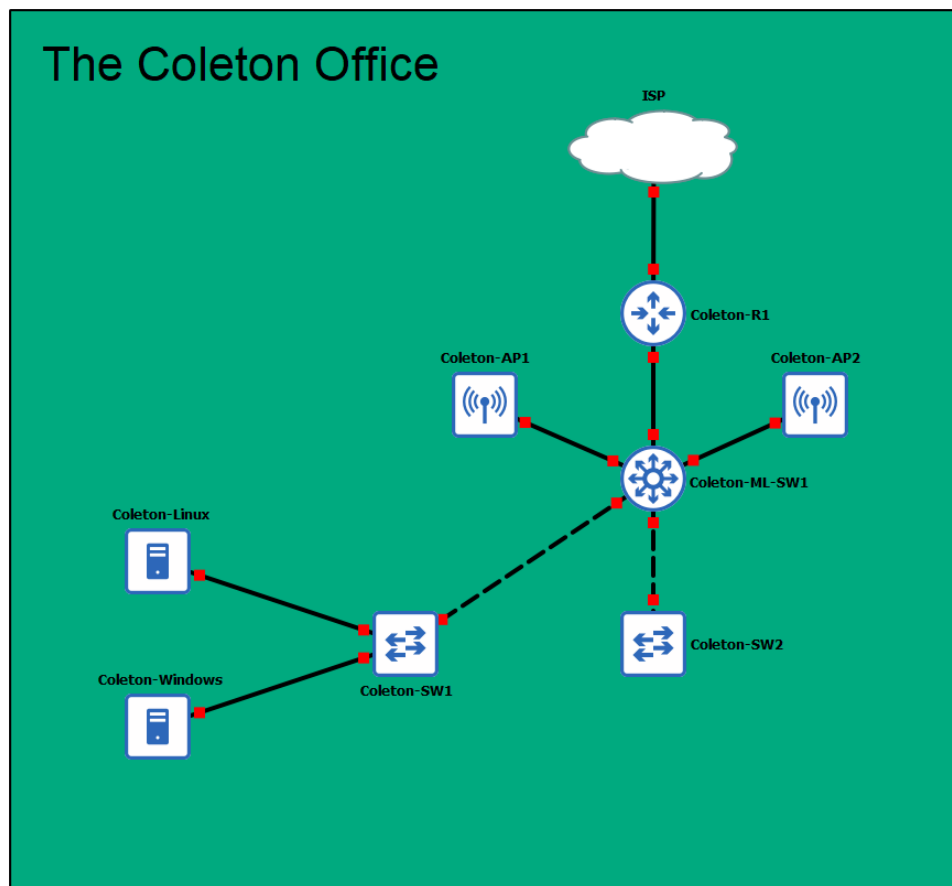 The Coleton Office
ISP
Coleton-R1
Coleton-AP1
Coleton-AP2
Coleton-ML-SW1
Coleton-Linux
Coleton-SW2
Coleton-Windows
Coleton-SW1